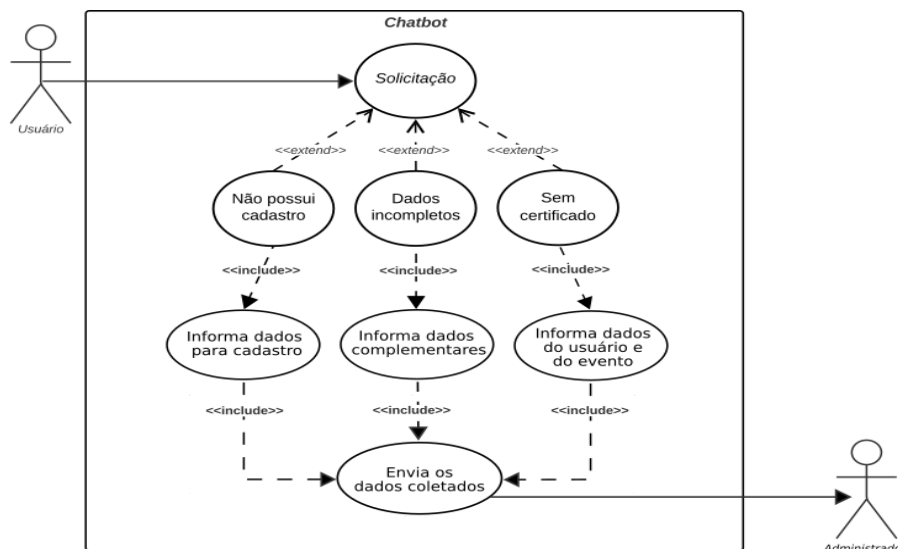 Chatbot
Solicitação
Usuário
<<extend>> <<extend>> <<extend>>
Não possui
cadastro
Dados
incompletos
Sem
certificado
<<include>> <<include>> <<include>>
Informa dados
para cadastro
Informa dados
complementares
Informa dados
do usuário e
do evento
<<include>> <<include>> <<include>>
Envia os
dados coletados